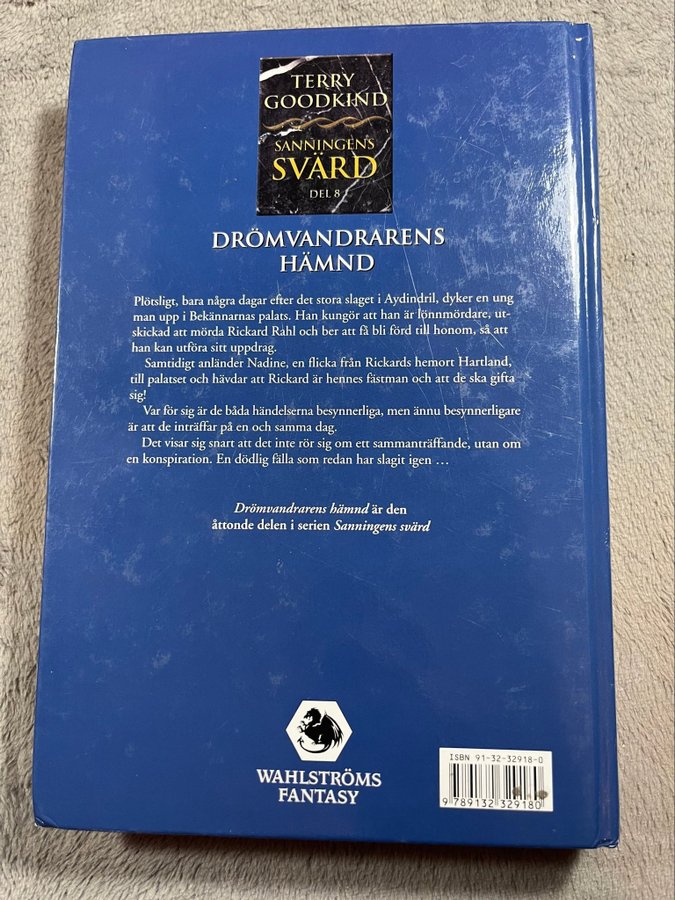 TERRY
GOODKIND
SANNINGENS
SVÄRD
DEL 8
DRÖMVANDRARENS
HÄMND
Plötsligt, bara några dagar efter det stora slaget i Aydindril, dyker en ung
man upp i Bekännarnas palats. Han kungör att han är lönnmördare, ut-
skickad att mörda Rickard Rahl och ber att få bli förd till honom, så att
han kan utföra sitt uppdrag.
Samtidigt anländer Nadine, en flicka från Rickards hemort Hartland,
till palatset och hävdar att Rickard är hennes fästman och att de ska gifta
sig!
Var för sig är de båda händelserna besynnerliga, men ännu besynnerligare
är att de inträffar på en och samma dag.
Det visar sig snart att det inte rör sig om ett sammanträffande, utan om
en konspiration. En dödlig fälla som redan har slagit igen …
Drömvandrarens hämnd är den
åttonde delen i serien Sanningens svärd
WAHLSTRÖMS
FANTASY
ISBN 91-32-32918-0
9 789132 329180